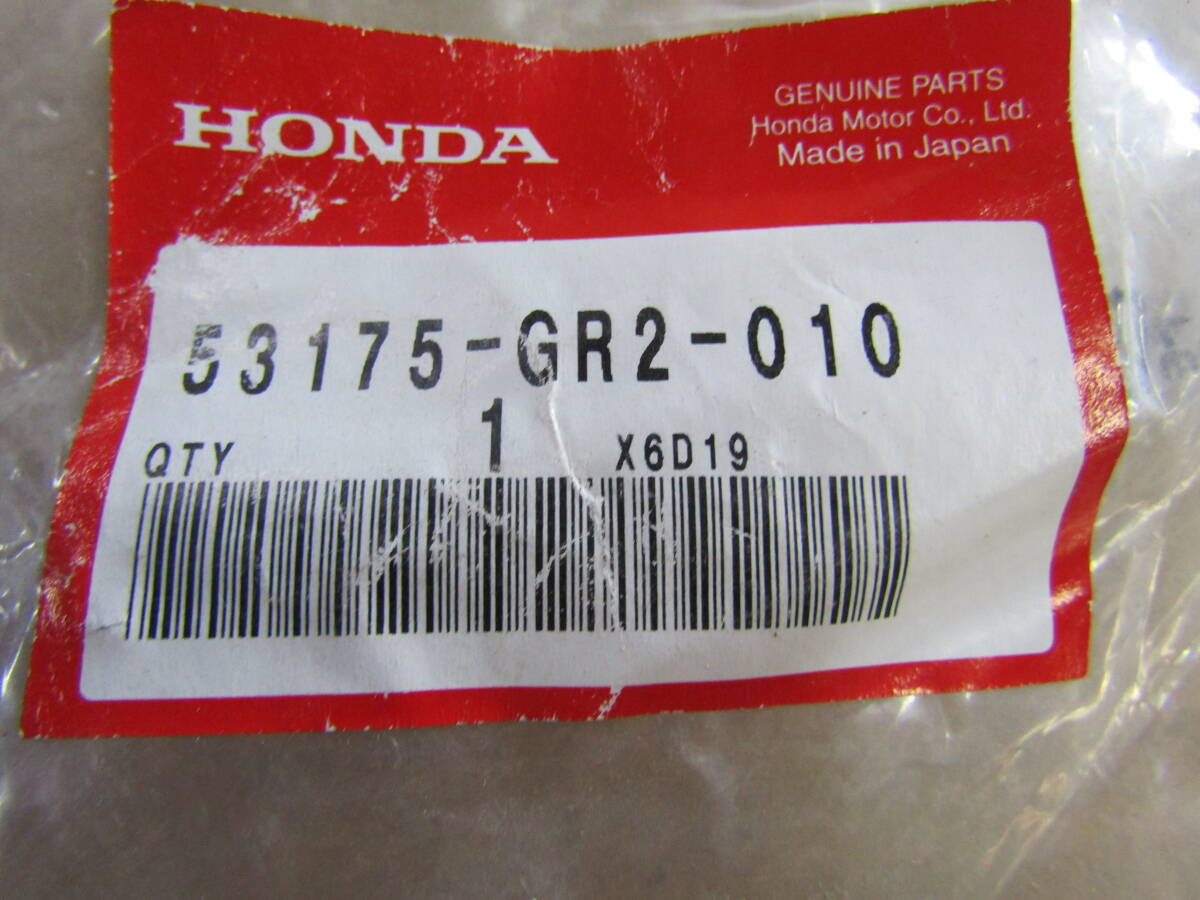 HONDA
GENUINE PARTS
Honda Motor Co., Ltd.
Made in Japan
53175-GR2-010
QTY 1 X6D19